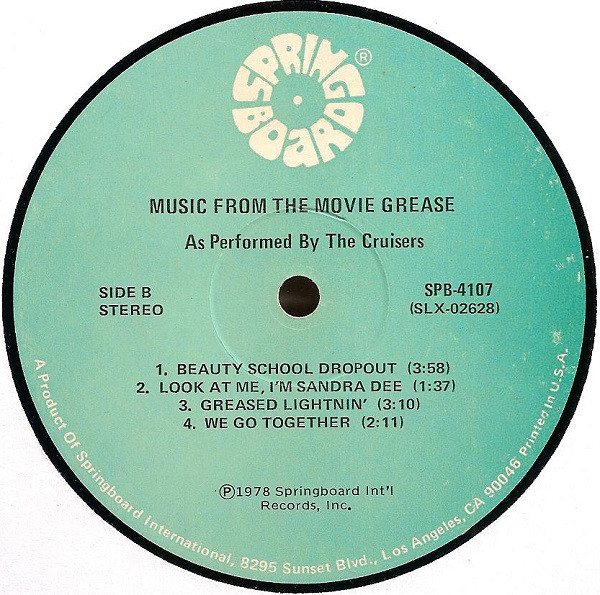 SPRINGBOARD®
MUSIC FROM THE MOVIE GREASE
As Performed By The Cruisers
SIDE B
STEREO
SPB-4107
(SLX-02628)
1. BEAUTY SCHOOL DROPOUT (3:58)
2. LOOK AT ME, I'M SANDRA DEE (1:37)
3. GREASED LIGHTNIN' (3:10)
4. WE GO TOGETHER (2:11)
℗1978 Springboard Int'l
Records, Inc.
A Product Of Springboard International, 8295 Sunset Blvd., Los Angeles, CA 90046 Printed in U.S.A.